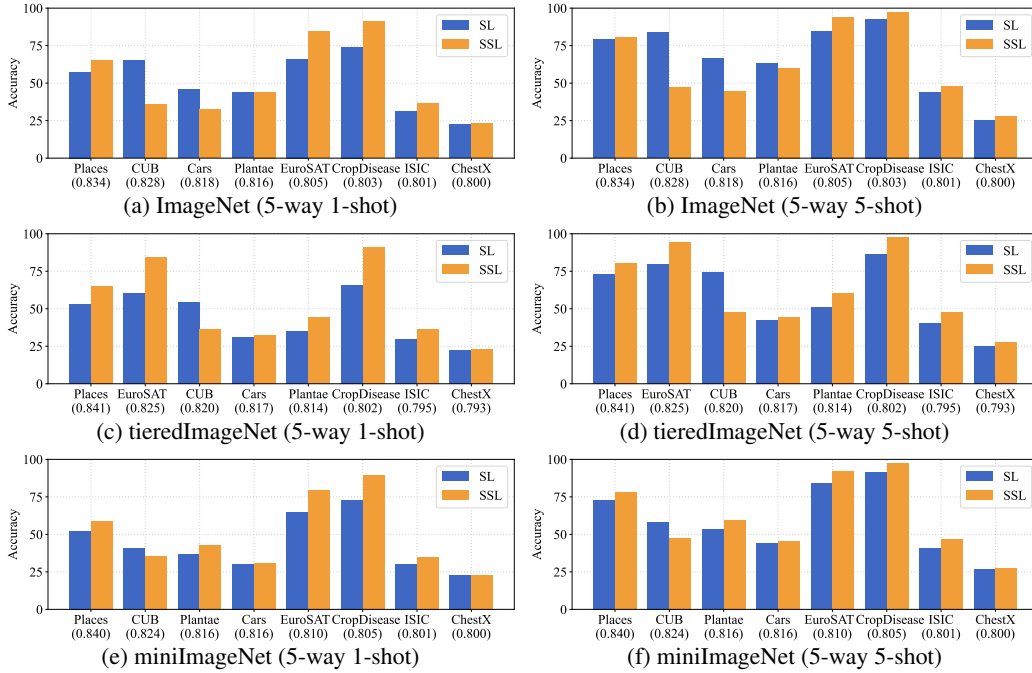 100
75
50
25
0
Accuracy
SL
SSL
Places CUB Cars Plantae EuroSAT CropDisease ISIC ChestX
(0.834) (0.828) (0.818) (0.816) (0.805) (0.803) (0.801) (0.800)
(a) ImageNet (5-way 1-shot)
100
75
50
25
0
Accuracy
SL
SSL
Places CUB Cars Plantae EuroSAT CropDisease ISIC ChestX
(0.834) (0.828) (0.818) (0.816) (0.805) (0.803) (0.801) (0.800)
(b) ImageNet (5-way 5-shot)
100
75
50
25
0
Accuracy
SL
SSL
Places EuroSAT CUB Cars Plantae CropDisease ISIC ChestX
(0.841) (0.825) (0.820) (0.817) (0.814) (0.802) (0.795) (0.793)
(c) tieredImageNet (5-way 1-shot)
100
75
50
25
0
Accuracy
SL
SSL
Places EuroSAT CUB Cars Plantae CropDisease ISIC ChestX
(0.841) (0.825) (0.820) (0.817) (0.814) (0.802) (0.795) (0.793)
(d) tieredImageNet (5-way 5-shot)
100
75
50
25
0
Accuracy
SL
SSL
Places CUB Plantae Cars EuroSAT CropDisease ISIC ChestX
(0.840) (0.824) (0.816) (0.816) (0.810) (0.805) (0.801) (0.800)
(e) miniImageNet (5-way 1-shot)
100
75
50
25
0
Accuracy
SL
SSL
Places CUB Plantae Cars EuroSAT CropDisease ISIC ChestX
(0.840) (0.824) (0.816) (0.816) (0.810) (0.805) (0.801) (0.800)
(f) miniImageNet (5-way 5-shot)